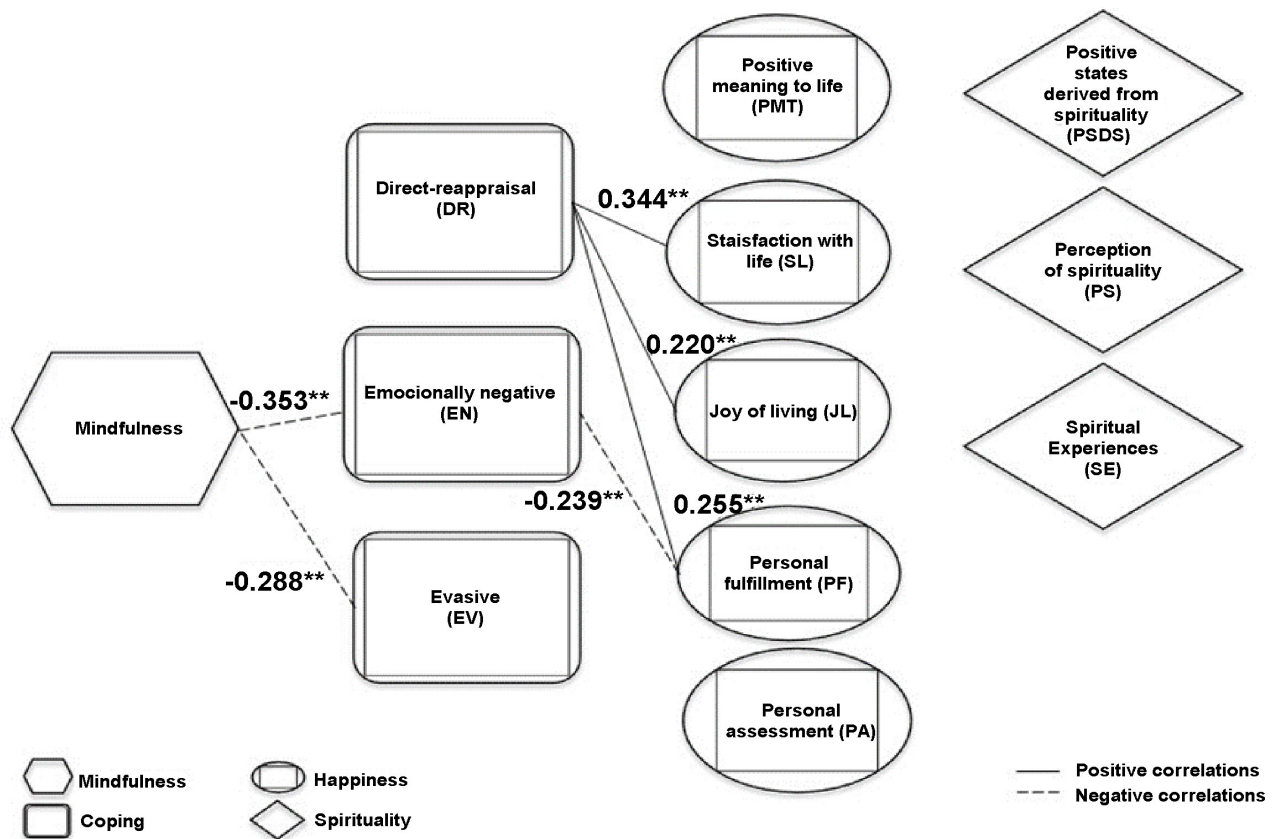 Positive
meaning to life
(PMT)
Positive
states
derived from
spirituality
(PSDS)
Direct-reappraisal
(DR)
0.344**
Staisfaction with
life (SL)
Perception
of spirituality
(PS)
0.220**
Mindfulness
-0.353**
Emocionally negative
(EN)
Joy of living (JL)
Spiritual
Experiences
(SE)
-0.239**
0.255**
-0.288**
Evasive
(EV)
Personal
fulfillment (PF)
Personal
assessment (PA)
Mindfulness
Happiness
Coping
Spirituality
Positive correlations
Negative correlations